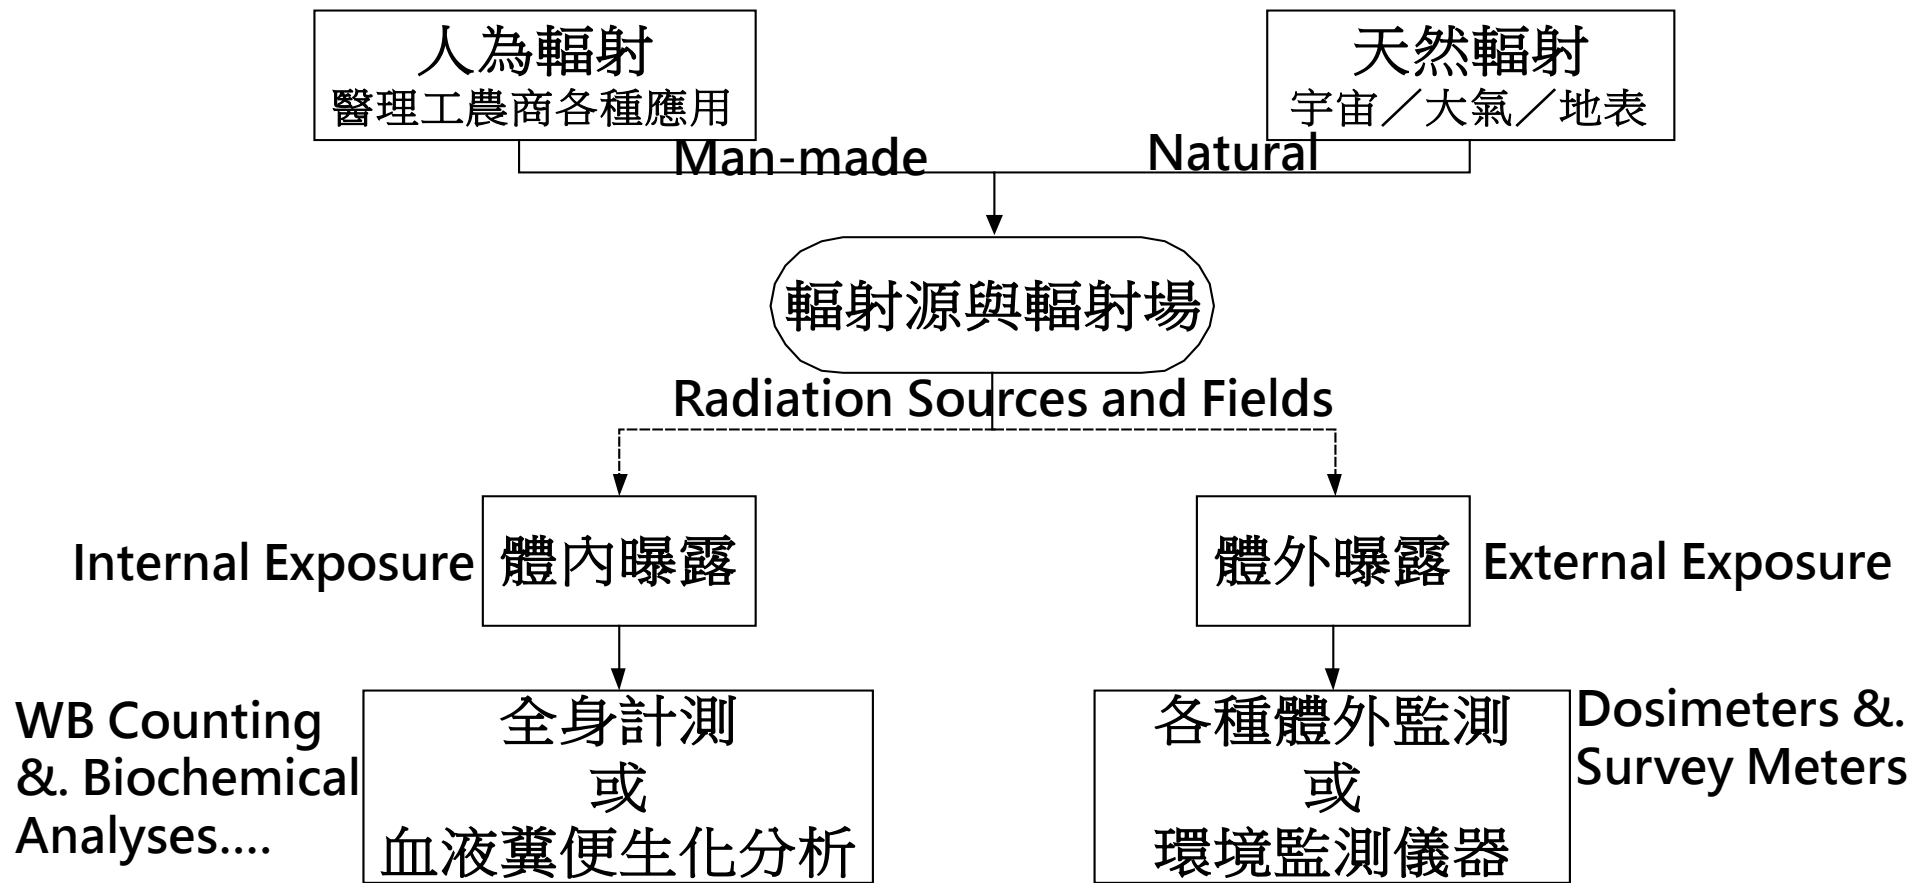 人為輻射
醫理工農商各種應用
天然輻射
宇宙／大氣／地表
Man-made
Natural
輻射源與輻射場
Radiation Sources and Fields
Internal Exposure
體內曝露
體外曝露
External Exposure
WB Counting
&. Biochemical
Analyses....
全身計測
或
血液糞便生化分析
各種體外監測
或
環境監測儀器
Dosimeters &.
Survey Meters